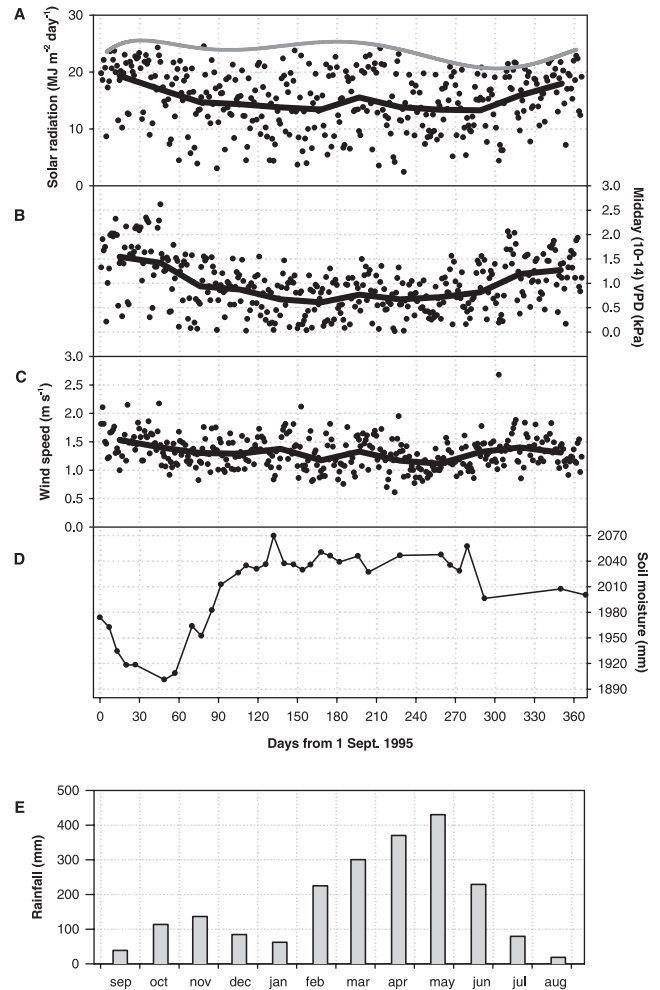 A
Solar radiation (MJ m⁻² day⁻¹)
30
20
10
0
B
3.0
2.5
2.0
1.5
1.0
0.5
0.0
Midday (10-14) VPD (kPa)
C
Wind speed (m s⁻¹)
3.0
2.5
2.0
1.5
1.0
0.5
0.0
D
2070
2040
2010
1980
1950
1920
1890
Soil moisture (mm)
0 30 60 90 120 150 180 210 240 270 300 330 360
Days from 1 Sept. 1995
E
Rainfall (mm)
500
400
300
200
100
0
sep oct nov dec jan feb mar apr may jun jul aug